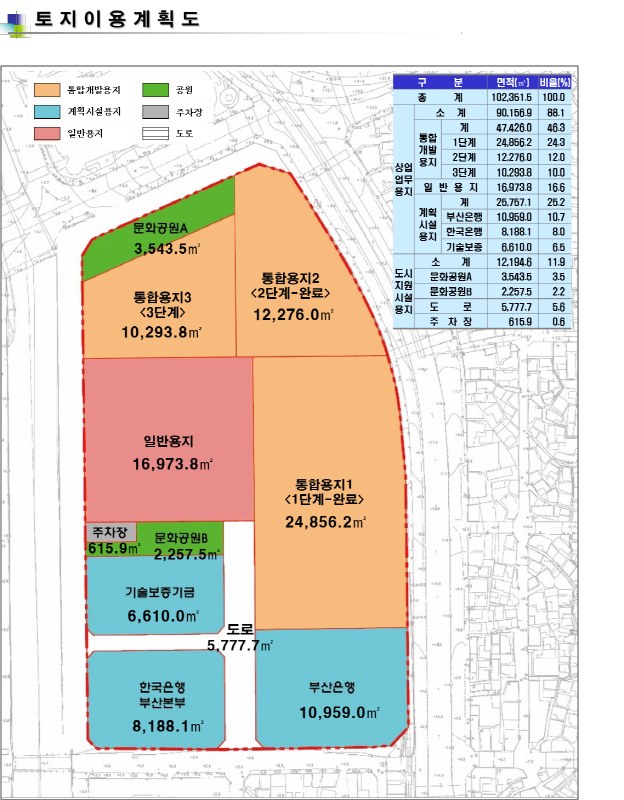 토지이용계획도
통합개발용지 공원
계획시설용지 주차장
일반용지 도로
구 분 면적(㎡) 비율(%)
총 계 102,351.5 100.0
상업업무용지 소 계 90,156.9 88.1
통합개발용지 계 47,426.0 46.3
1단계 24,856.2 24.3
2단계 12,276.0 12.0
3단계 10,293.8 10.0
일 반 용 지 16,973.8 16.6
계획시설용지 계 25,757.1 25.2
부산은행 10,959.0 10.7
한국은행 8,188.1 8.0
기술보증 6,610.0 6.5
도시지원시설용지 소 계 12,194.6 11.9
문화공원A 3,543.5 3.5
문화공원B 2,257.5 2.2
도 로 5,777.7 5.6
주 차 장 615.9 0.6
문화공원A
3,543.5㎡
통합용지2
<2단계-완료>
12,276.0㎡
통합용지3
<3단계>
10,293.8㎡
일반용지
16,973.8㎡
통합용지1
<1단계-완료>
24,856.2㎡
주차장
615.9㎡
문화공원B
2,257.5㎡
기술보증기금
6,610.0㎡
도로
5,777.7㎡
한국은행
부산본부
8,188.1㎡
부산은행
10,959.0㎡